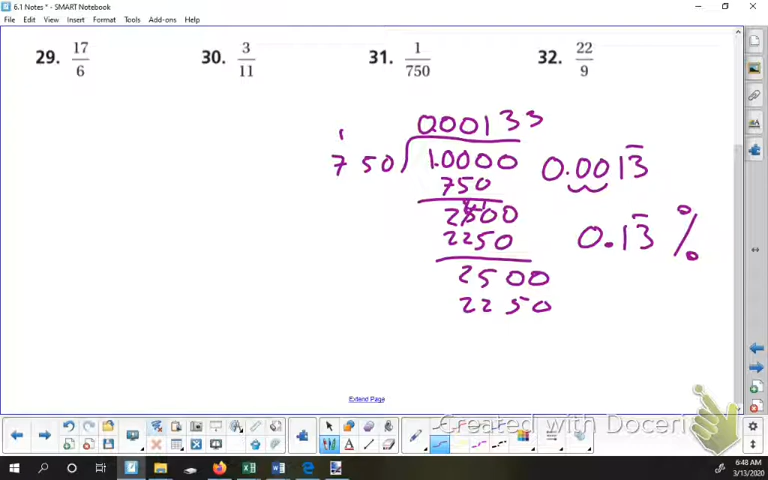 6.1 Notes - SMART Notebook
File Edit View Insert Format Tools Add-ons Help
29. 17/6 30. 3/11 31. 1/750 32. 22/9
0.00133
1
750 1.0000 0.0013̅
750
2500
2250 0.13̅ %
2500
2250
Extend Page
Created with Doceri
6:48 AM
3/13/2020